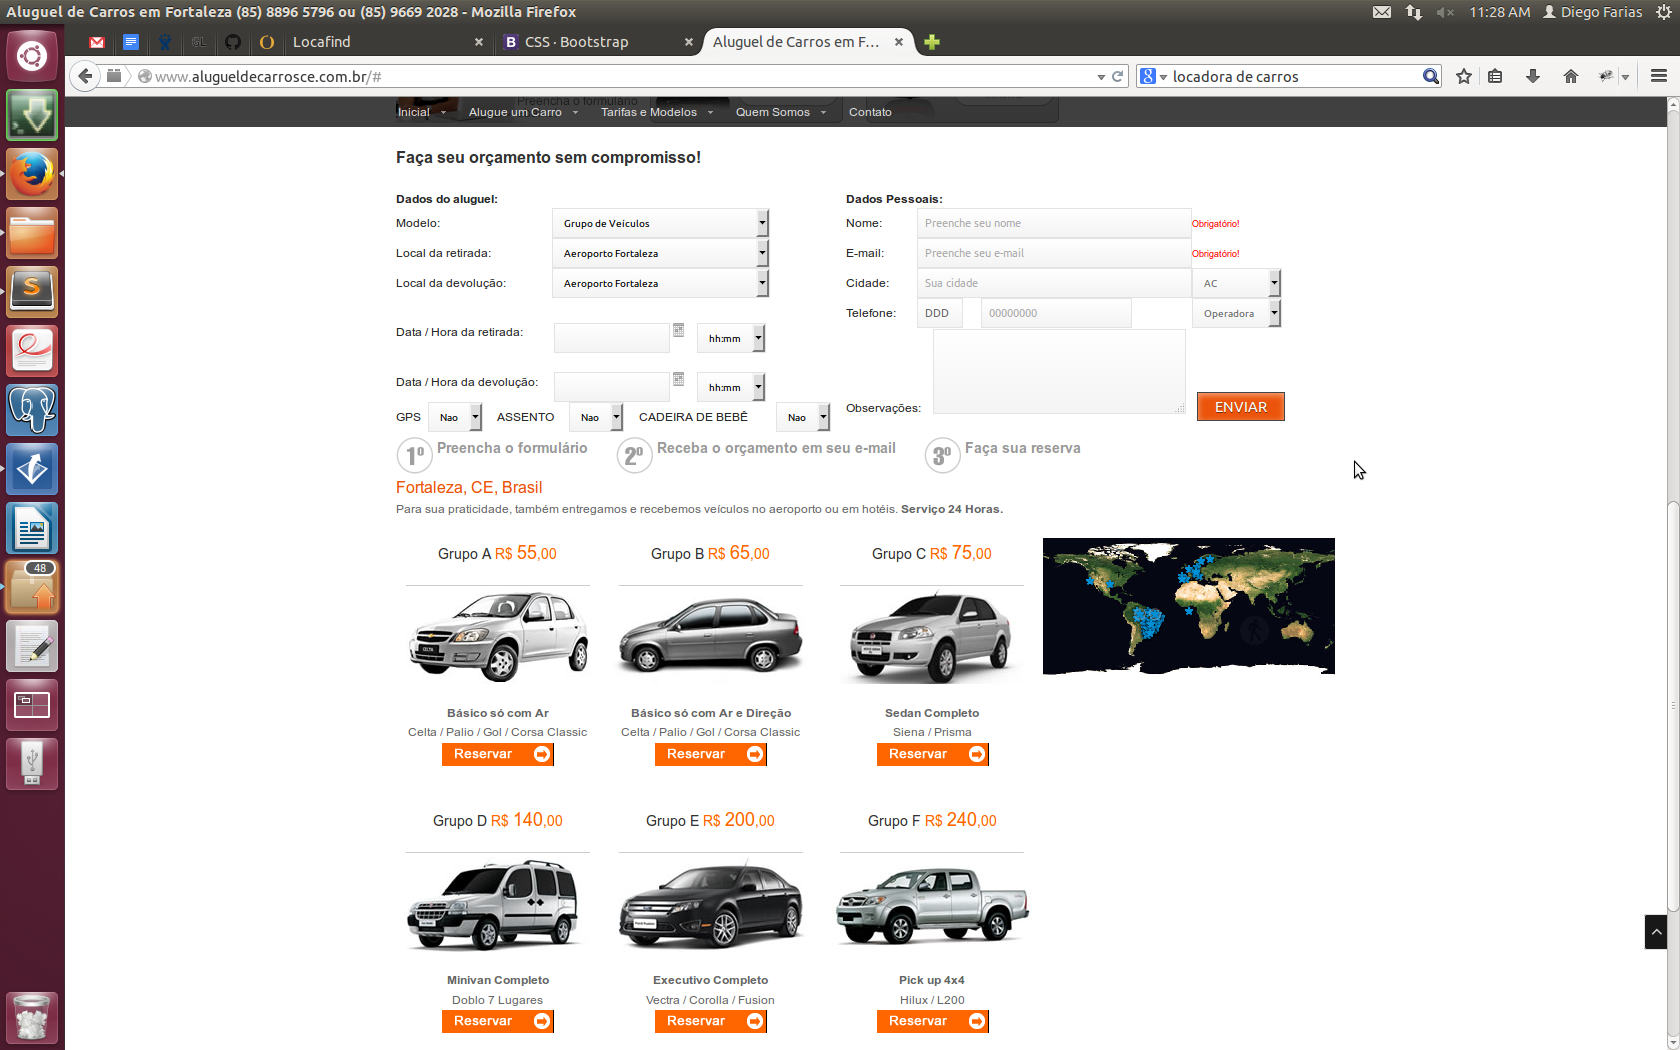 Aluguel de Carros em Fortaleza (85) 8896 5796 ou (85) 9669 2028 - Mozilla Firefox
11:28 AM Diego Farias
Locafind
CSS · Bootstrap
Aluguel de Carros em F...
www.alugueldecarrosce.com.br/#
locadora de carros
Preencha o formulário
Inicial Alugue um Carro Tarifas e Modelos Quem Somos Contato
Faça seu orçamento sem compromisso!
Dados do aluguel: Dados Pessoais:
Modelo: Grupo de Veículos Nome: Preenche seu nome Obrigatório!
Local da retirada: Aeroporto Fortaleza E-mail: Preenche seu e-mail Obrigatório!
Local da devolução: Aeroporto Fortaleza Cidade: Sua cidade AC
Telefone: DDD 00000000 Operadora
Data / Hora da retirada: hh:mm
Data / Hora da devolução: hh:mm
Observações: ENVIAR
GPS Nao ASSENTO Nao CADEIRA DE BEBÊ Nao
1º Preencha o formulário 2º Receba o orçamento em seu e-mail 3º Faça sua reserva
Fortaleza, CE, Brasil
Para sua praticidade, também entregamos e recebemos veículos no aeroporto ou em hotéis. Serviço 24 Horas.
Grupo A R$ 55,00 Grupo B R$ 65,00 Grupo C R$ 75,00
CELTA
Básico só com Ar Básico só com Ar e Direção Sedan Completo
Celta / Palio / Gol / Corsa Classic Celta / Palio / Gol / Corsa Classic Siena / Prisma
Reservar Reservar Reservar
Grupo D R$ 140,00 Grupo E R$ 200,00 Grupo F R$ 240,00
Minivan Completo Executivo Completo Pick up 4x4
Doblo 7 Lugares Vectra / Corolla / Fusion Hilux / L200
Reservar Reservar Reservar
48